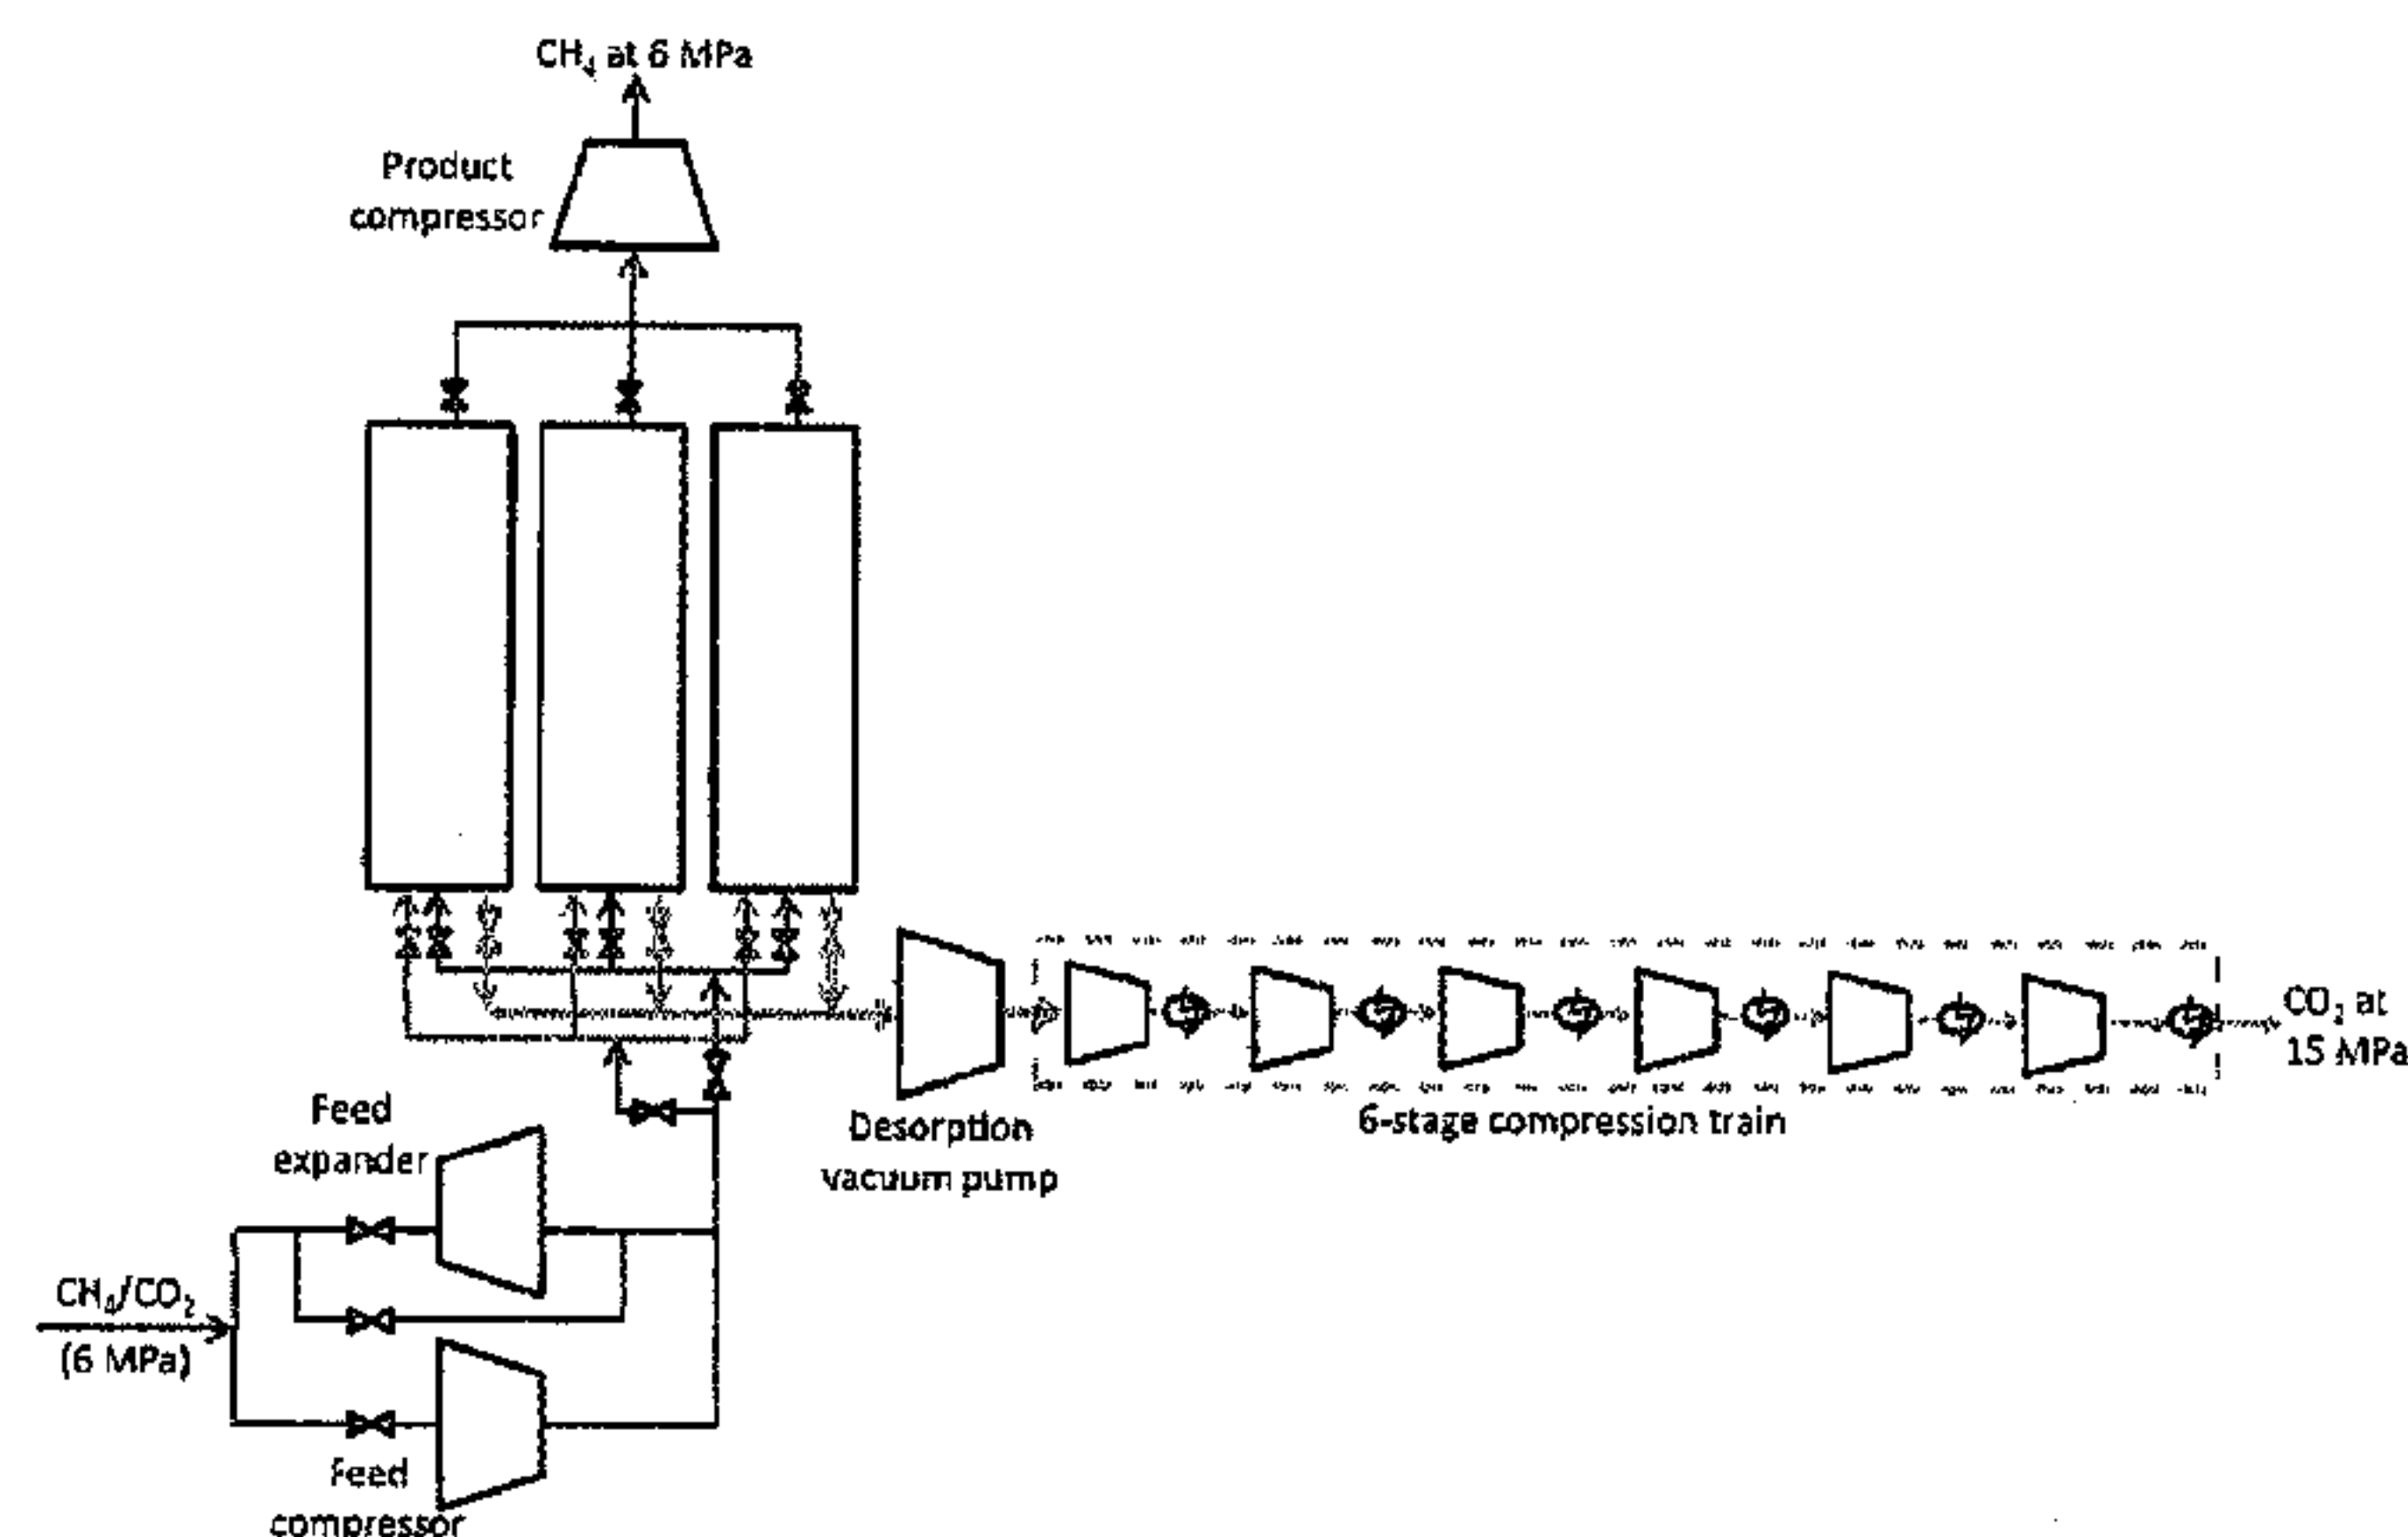 CH₄ at 6 MPa
Product
compressor
CO₂ at
15 MPa
6-stage compression train
Desorption
vacuum pump
Feed
expander
CH₄/CO₂
(6 MPa)
Feed
compressor